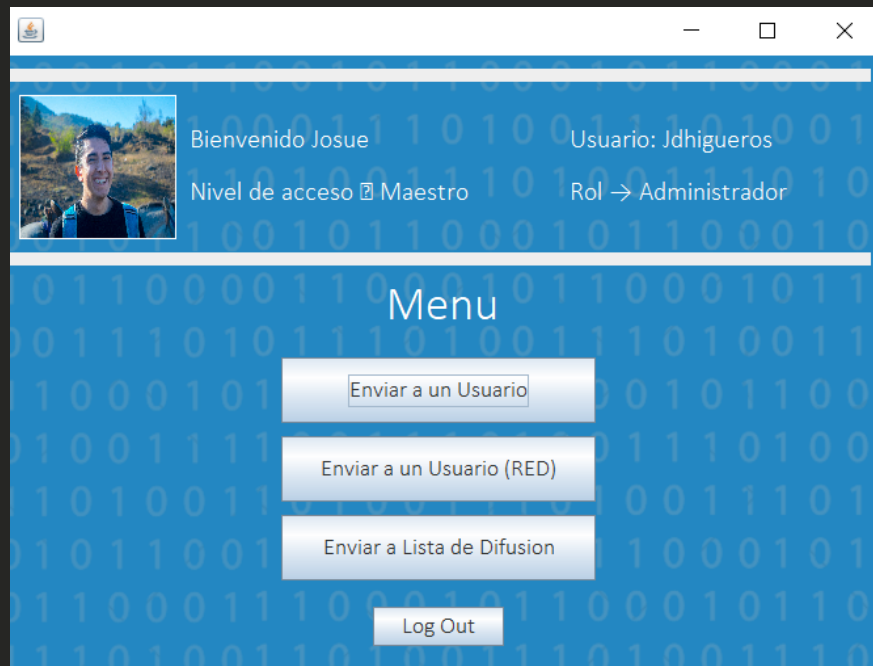 Bienvenido Josue
Usuario: Jdhigueros
Nivel de acceso  Maestro
Rol → Administrador
Menu
Enviar a un Usuario
Enviar a un Usuario (RED)
Enviar a Lista de Difusion
Log Out